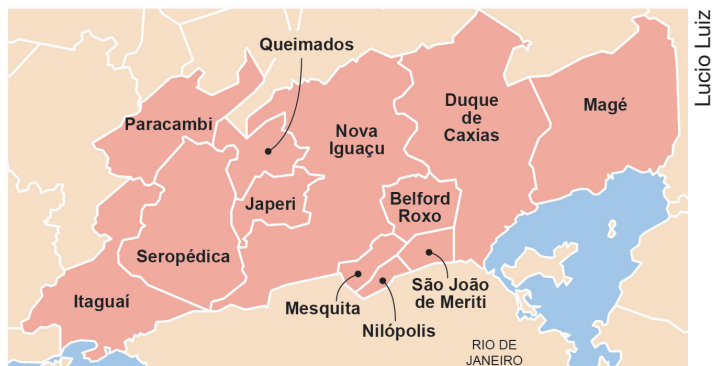 Lucio Luiz
Queimados
Paracambi
Nova
Iguaçu
Duque
de
Caxias
Magé
Japeri
Belford
Roxo
Seropédica
Itaguaí
Mesquita
Nilópolis
São João
de Meriti
RIO DE
JANEIRO